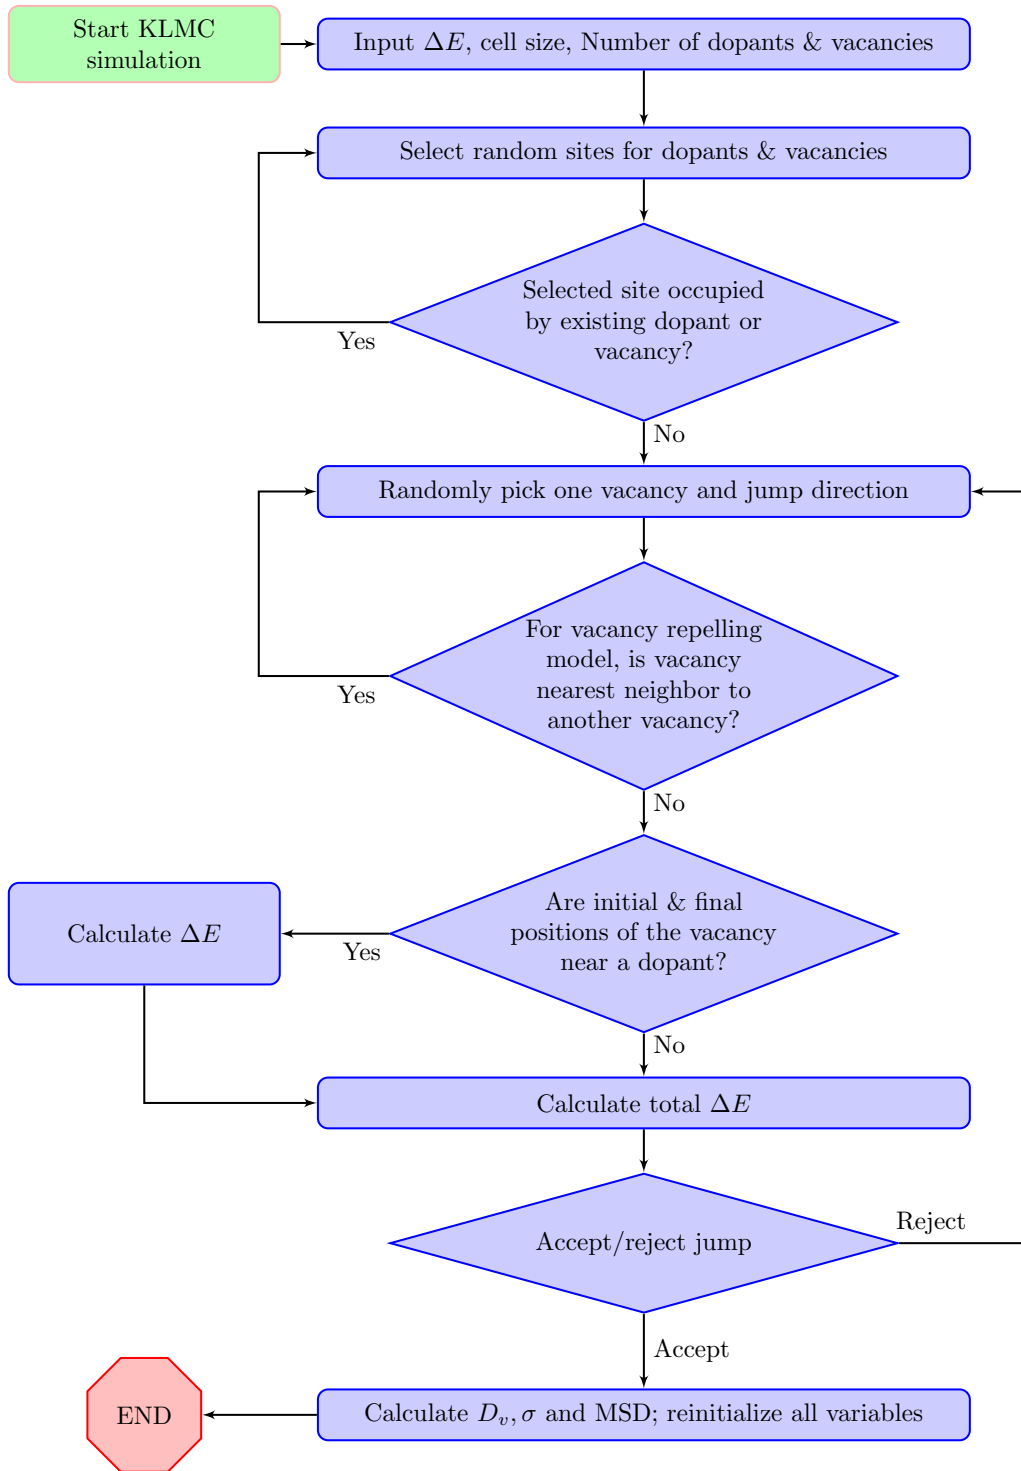 Start KLMC
simulation
Input ΔE, cell size, Number of dopants & vacancies
Select random sites for dopants & vacancies
Selected site occupied
by existing dopant or
vacancy?
Yes
No
Randomly pick one vacancy and jump direction
For vacancy repelling
model, is vacancy
nearest neighbor to
another vacancy?
Yes
No
Are initial & final
positions of the vacancy
near a dopant?
Yes
Calculate ΔE
No
Calculate total ΔE
Accept/reject jump
Reject
Accept
Calculate D_v, σ and MSD; reinitialize all variables
END